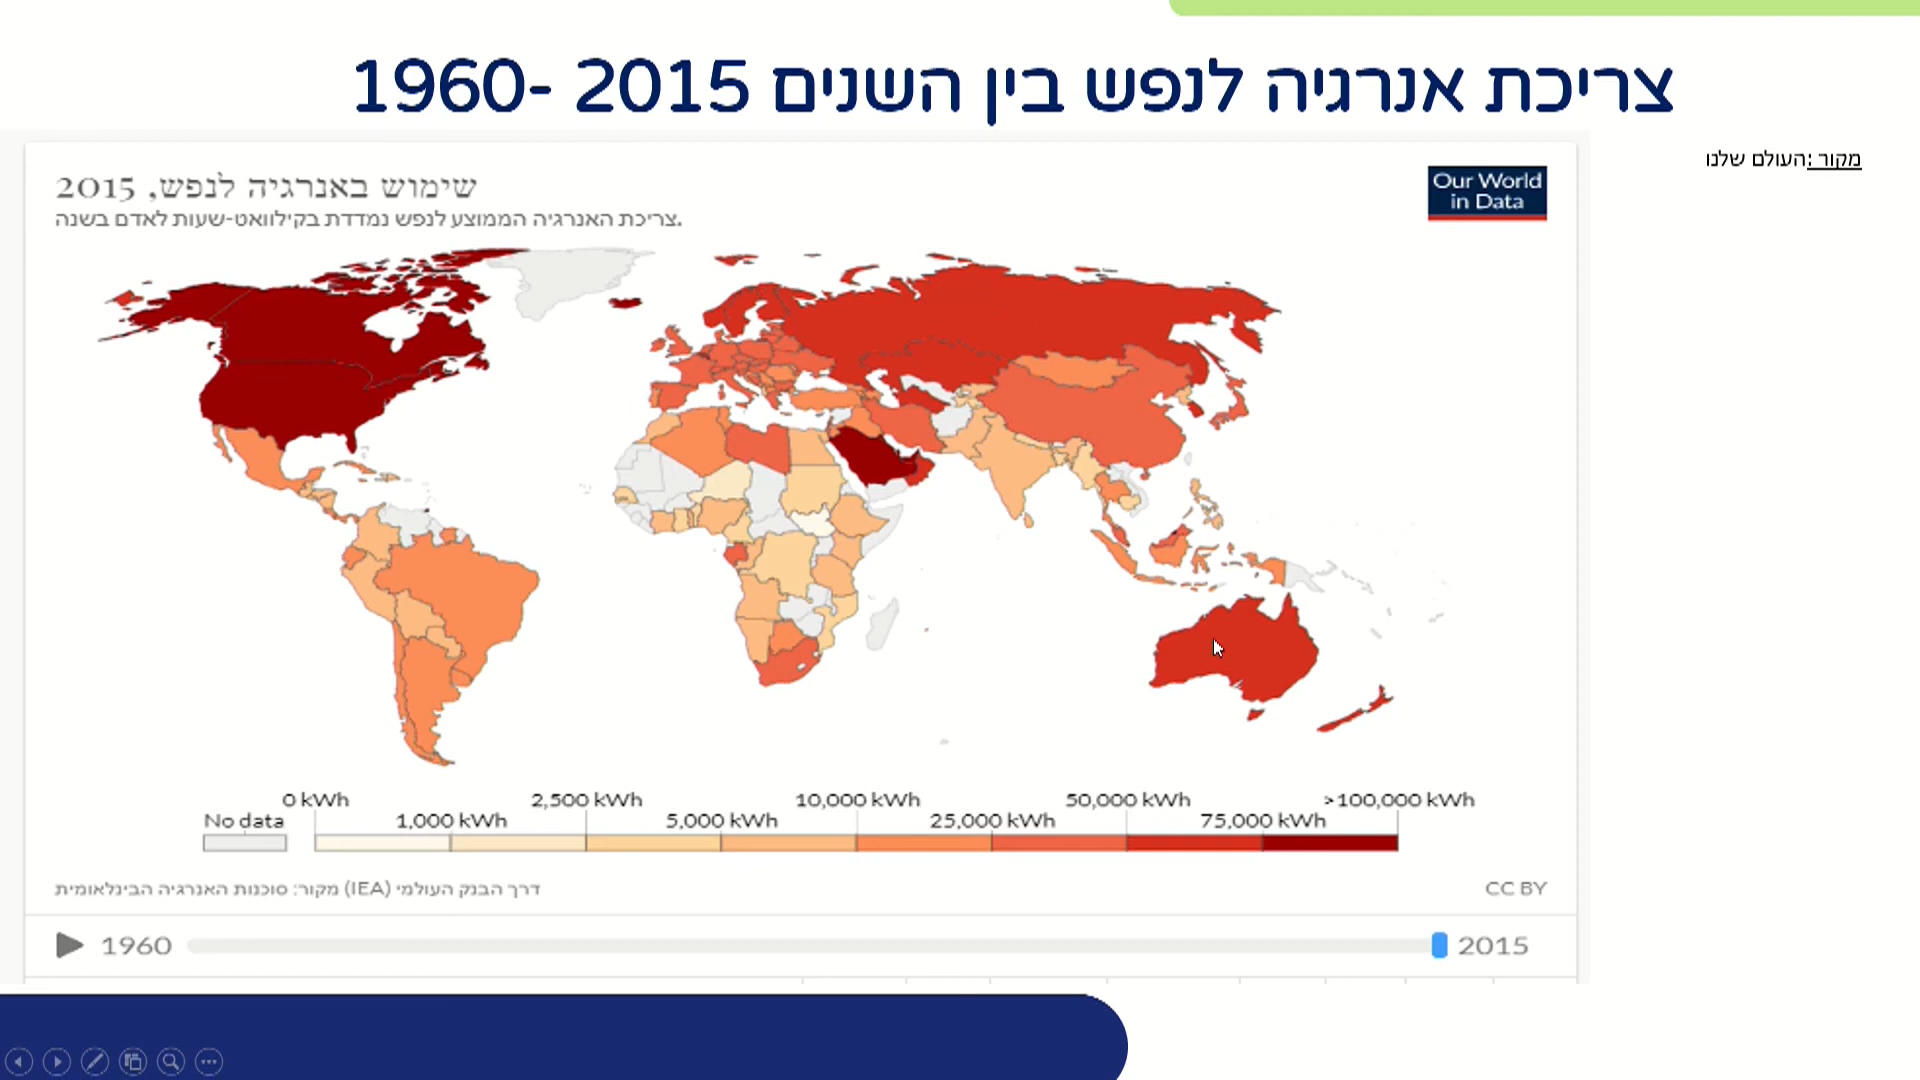 צריכת אנרגיה לנפש בין השנים 2015 -1960
מקור :העולם שלנו
שימוש באנרגיה לנפש, 2015
צריכת האנרגיה הממוצע לנפש נמדדת בקילוואט-שעות לאדם בשנה.
Our World
in Data
No data
0 kWh
1,000 kWh
2,500 kWh
5,000 kWh
10,000 kWh
25,000 kWh
50,000 kWh
75,000 kWh
>100,000 kWh
מקור: סוכנות האנרגיה הבינלאומית (IEA) דרך הבנק העולמי
CC BY
1960
2015